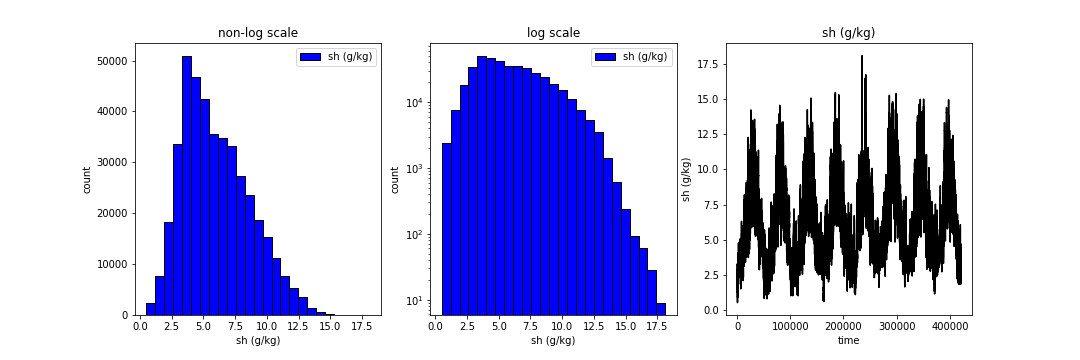 non-log scale
50000
40000
30000
20000
10000
0
count
0.0 2.5 5.0 7.5 10.0 12.5 15.0 17.5
sh (g/kg)
sh (g/kg)
log scale
10⁴
10³
10²
10¹
count
0.0 2.5 5.0 7.5 10.0 12.5 15.0 17.5
sh (g/kg)
sh (g/kg)
sh (g/kg)
17.5
15.0
12.5
10.0
7.5
5.0
2.5
0.0
sh (g/kg)
0 100000 200000 300000 400000
time